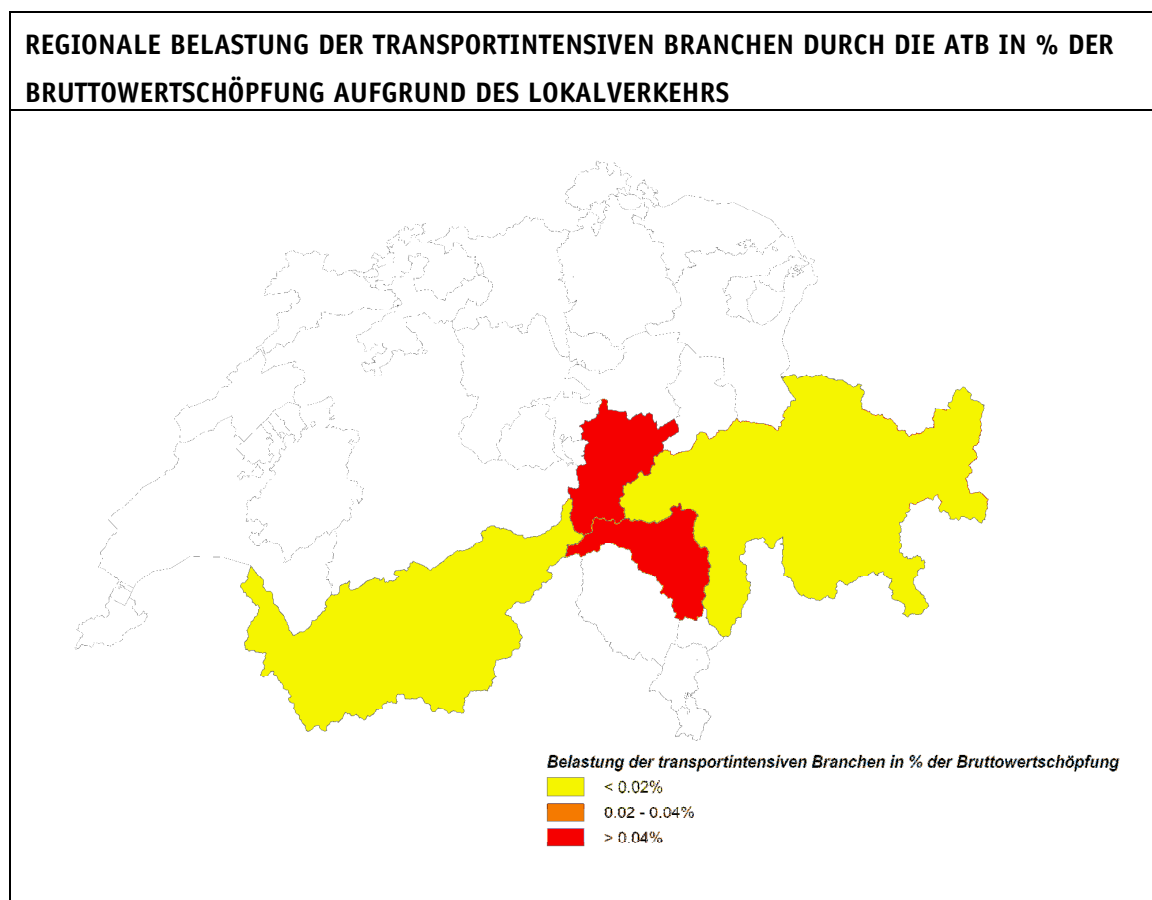 REGIONALE BELASTUNG DER TRANSPORTINTENSIVEN BRANCHEN DURCH DIE ATB IN % DER
BRUTTOWERTSCHÖPFUNG AUFGRUND DES LOKALVERKEHRS
Belastung der transportintensiven Branchen in % der Bruttowertschöpfung
< 0.02%
0.02 - 0.04%
> 0.04%